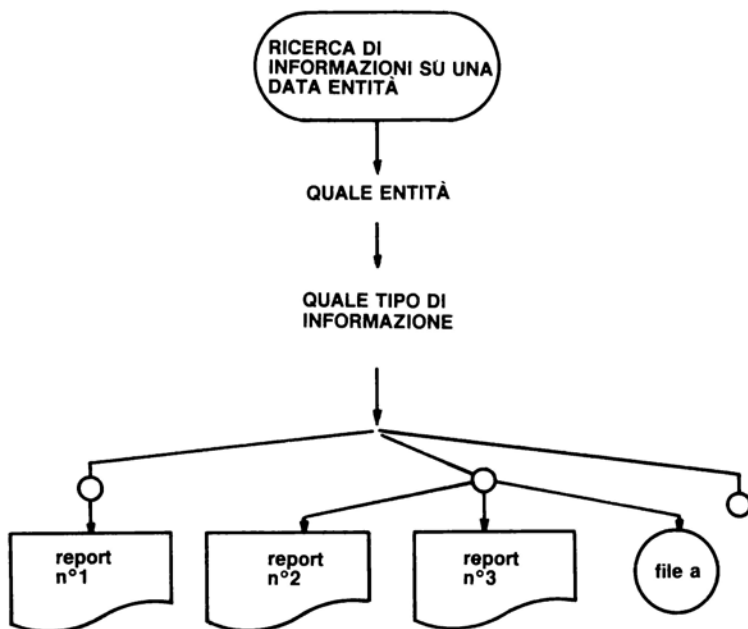 RICERCA DI
INFORMAZIONI SU UNA
DATA ENTITÀ
QUALE ENTITÀ
QUALE TIPO DI
INFORMAZIONE
report
n°1
report
n°2
report
n°3
file a